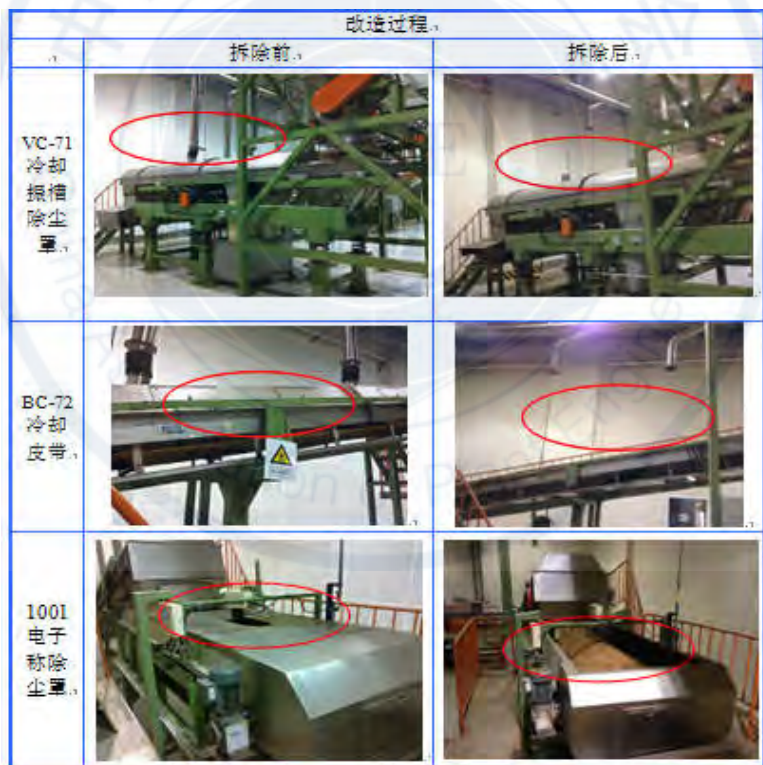 改造过程
拆除前
拆除后
VC-71
冷却
振槽
除尘
罩
BC-72
冷却
皮带
1001
电子
称除
尘罩